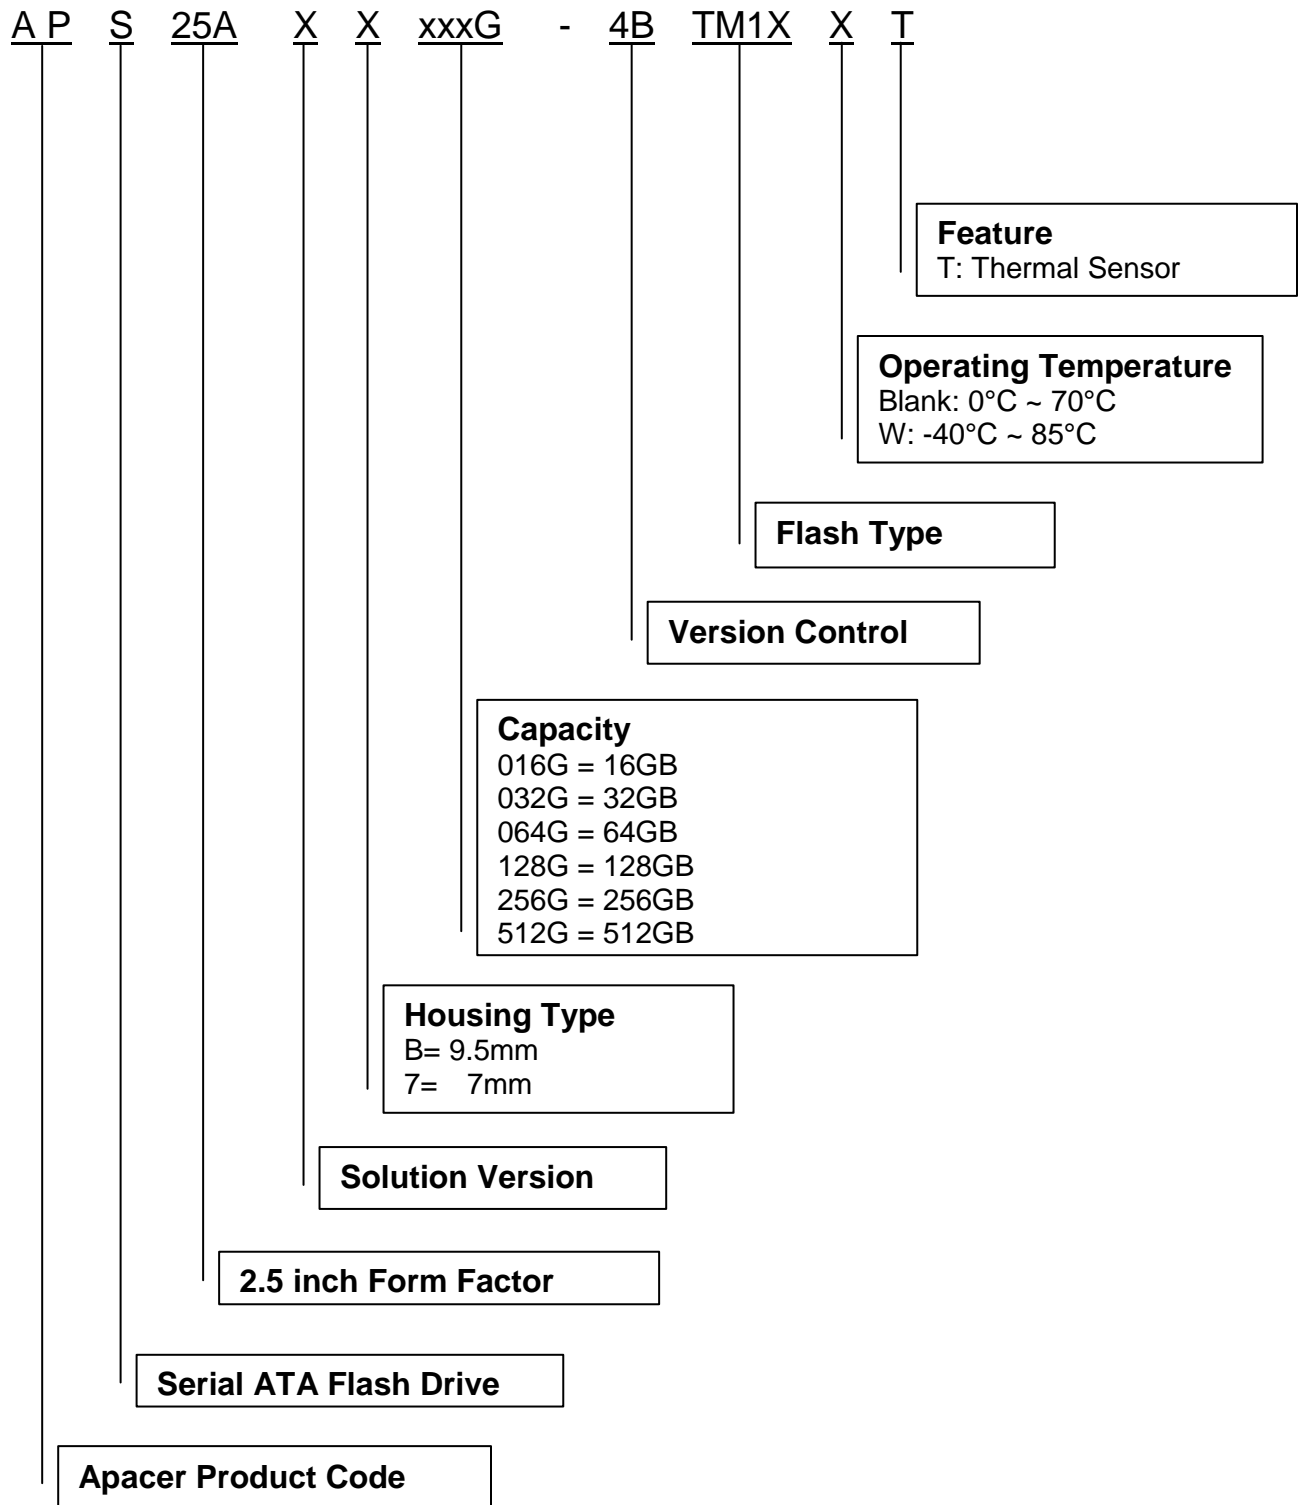 A P S 25A X X xxxG - 4B TM1X X T
Feature
T: Thermal Sensor
Operating Temperature
Blank: 0°C ~ 70°C
W: -40°C ~ 85°C
Flash Type
Version Control
Capacity
016G = 16GB
032G = 32GB
064G = 64GB
128G = 128GB
256G = 256GB
512G = 512GB
Housing Type
B= 9.5mm
7= 7mm
Solution Version
2.5 inch Form Factor
Serial ATA Flash Drive
Apacer Product Code